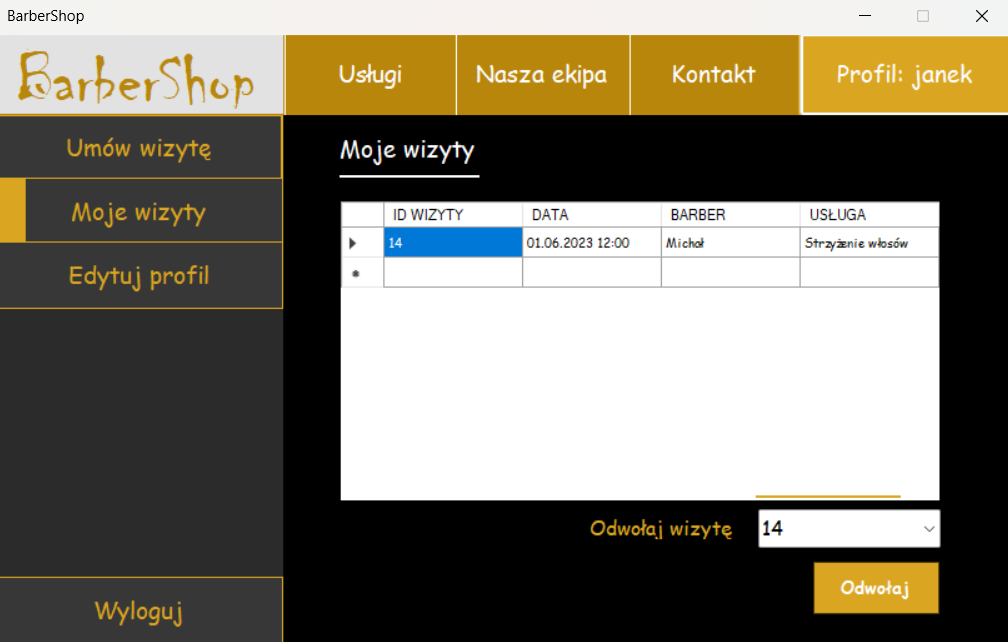 BarberShop
BarberShop
Usługi
Nasza ekipa
Kontakt
Profil: janek
Umów wizytę
Moje wizyty
Edytuj profil
Wyloguj
Moje wizyty
ID WIZYTY DATA BARBER USŁUGA
14 01.06.2023 12:00 Michał Strzyżenie włosów
Odwołaj wizytę 14
Odwołaj